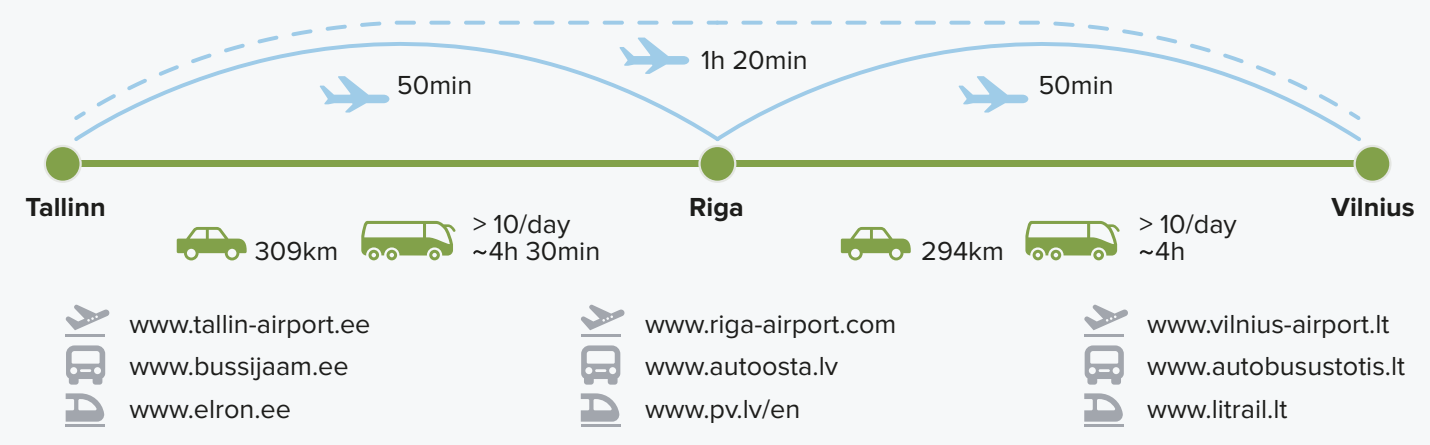 1h 20min
50min
50min
Tallinn
Riga
Vilnius
309km
> 10/day
~4h 30min
294km
> 10/day
~4h
www.tallin-airport.ee
www.bussijaam.ee
www.elron.ee
www.riga-airport.com
www.autoosta.lv
www.pv.lv/en
www.vilnius-airport.lt
www.autobusustotis.lt
www.litrail.lt